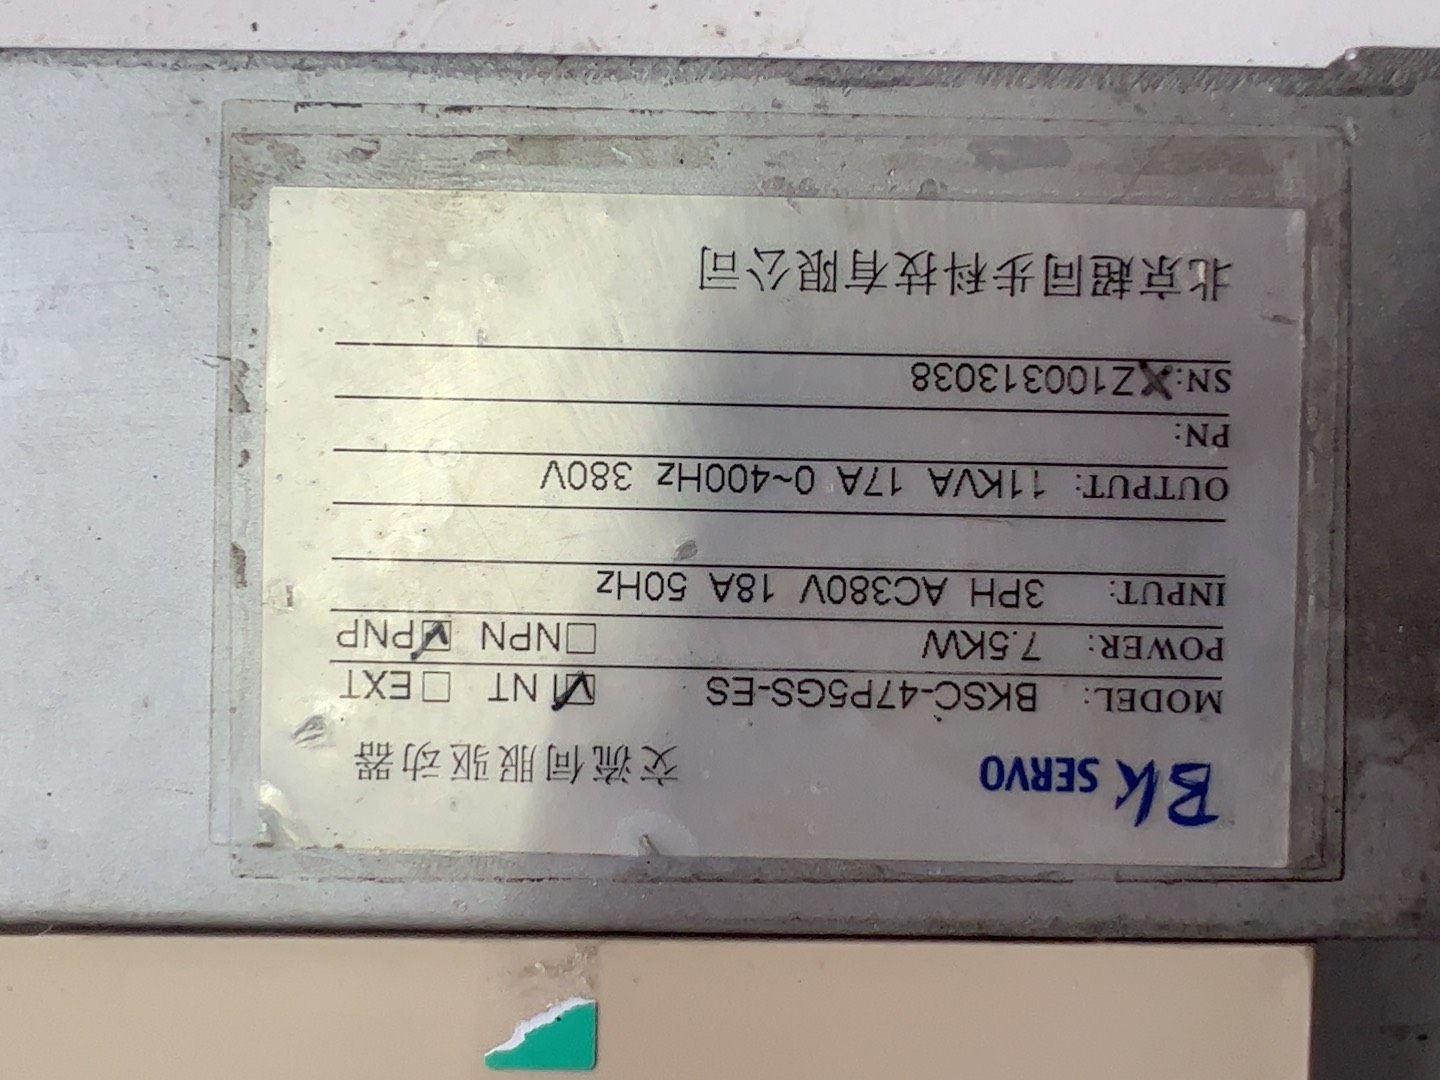 BK SERVO 交流伺服驱动器
MODEL: BKSC-47P5GS-ES ☑INT ☐EXT
POWER: 7.5KW ☐NPN ☑PNP
INPUT: 3PH AC380V 18A 50Hz
OUTPUT: 11KVA 17A 0~400Hz 380V
PN:
SN:XZ100313038
北京超同步科技有限公司